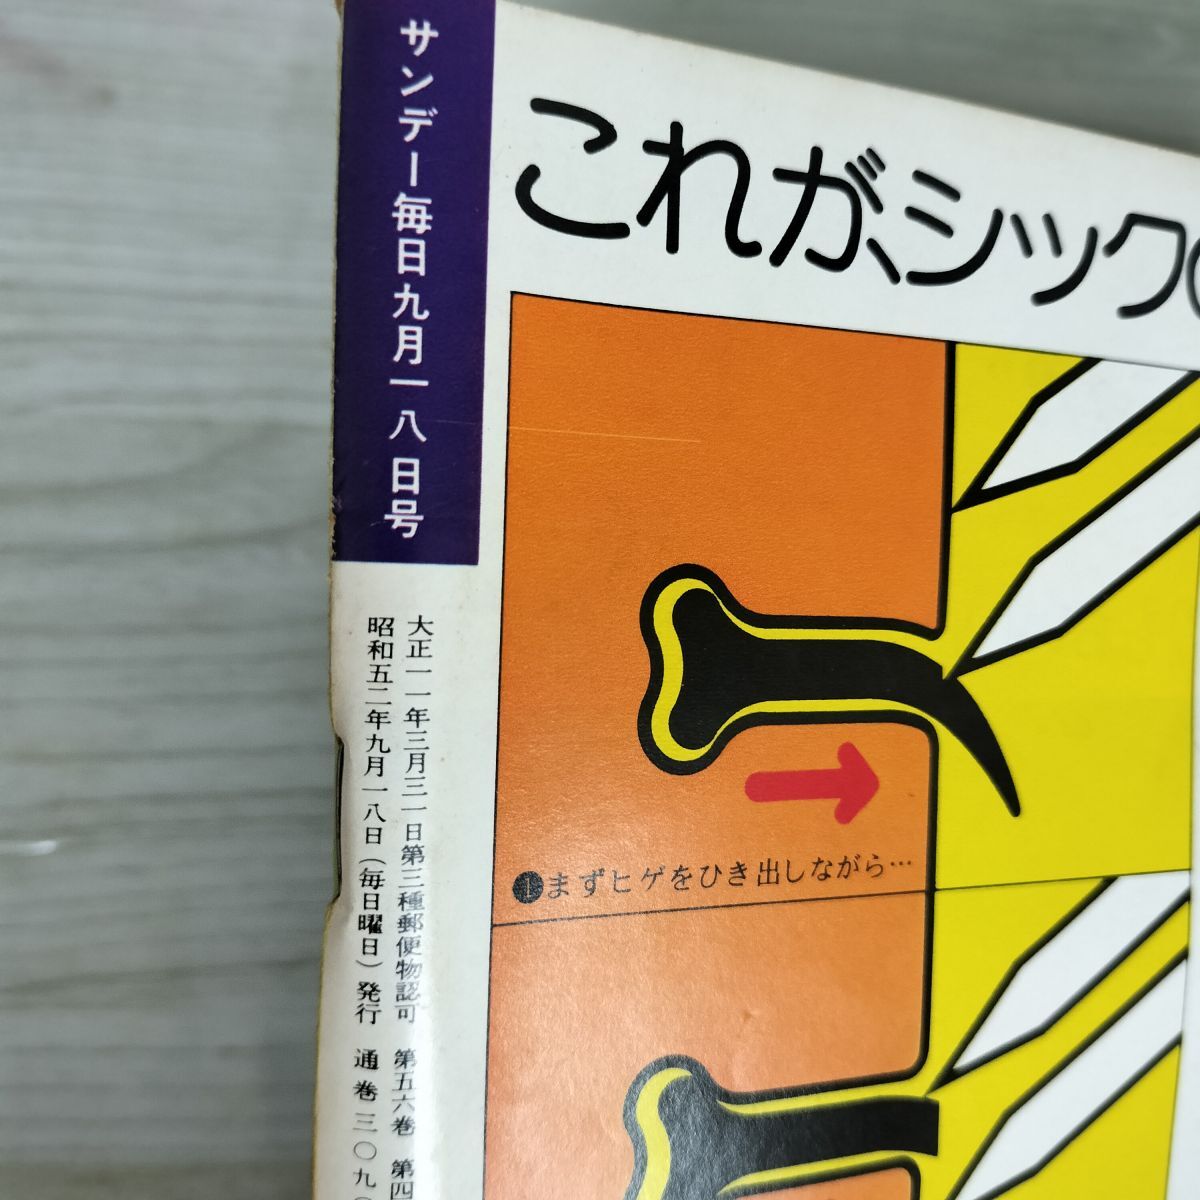 サンデー毎日九月一八日号
これが、シック
大正一一年三月三一日第三種郵便物認可 第五六巻 第四
昭和五二年九月一八日(毎日曜日)発行 通巻三〇九
❶まずヒゲをひき出しながら…